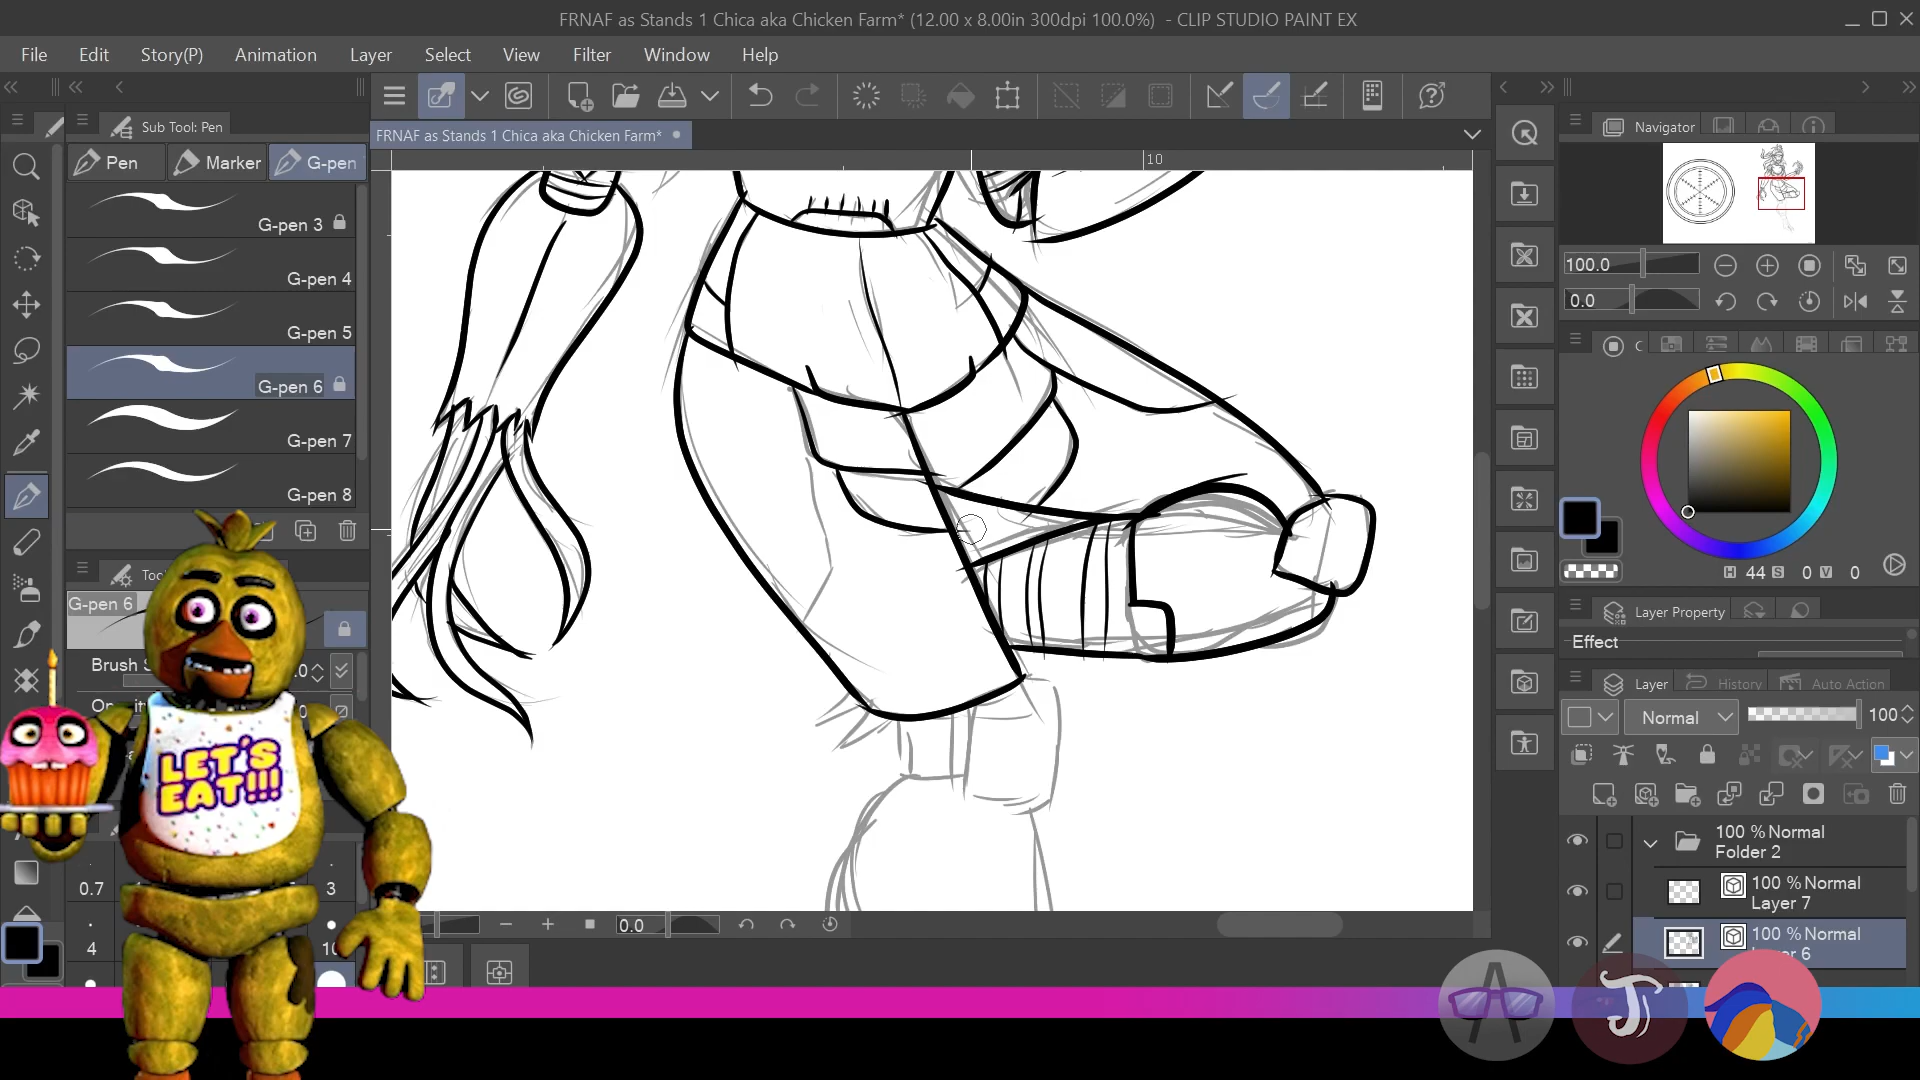 FRNAF as Stands 1 Chica aka Chicken Farm* (12.00 x 8.00in 300dpi 100.0%) - CLIP STUDIO PAINT EX
File Edit Story(P) Animation Layer Select View Filter Window Help
Sub Tool: Pen
FRNAF as Stands 1 Chica aka Chicken Farm*
Navigator
Pen Marker G-pen
10
G-pen 3
G-pen 4
G-pen 5
G-pen 6
G-pen 7
G-pen 8
100.0
0.0
C
H 44 S 0 V 0
G-pen 6
Layer Property
Effect
Brush
Layer History Auto Action
Normal 100
LET'S
EAT!!!
100 % Normal
Folder 2
100 % Normal
Layer 7
100 % Normal
6
0.7 3
4 10
0.0